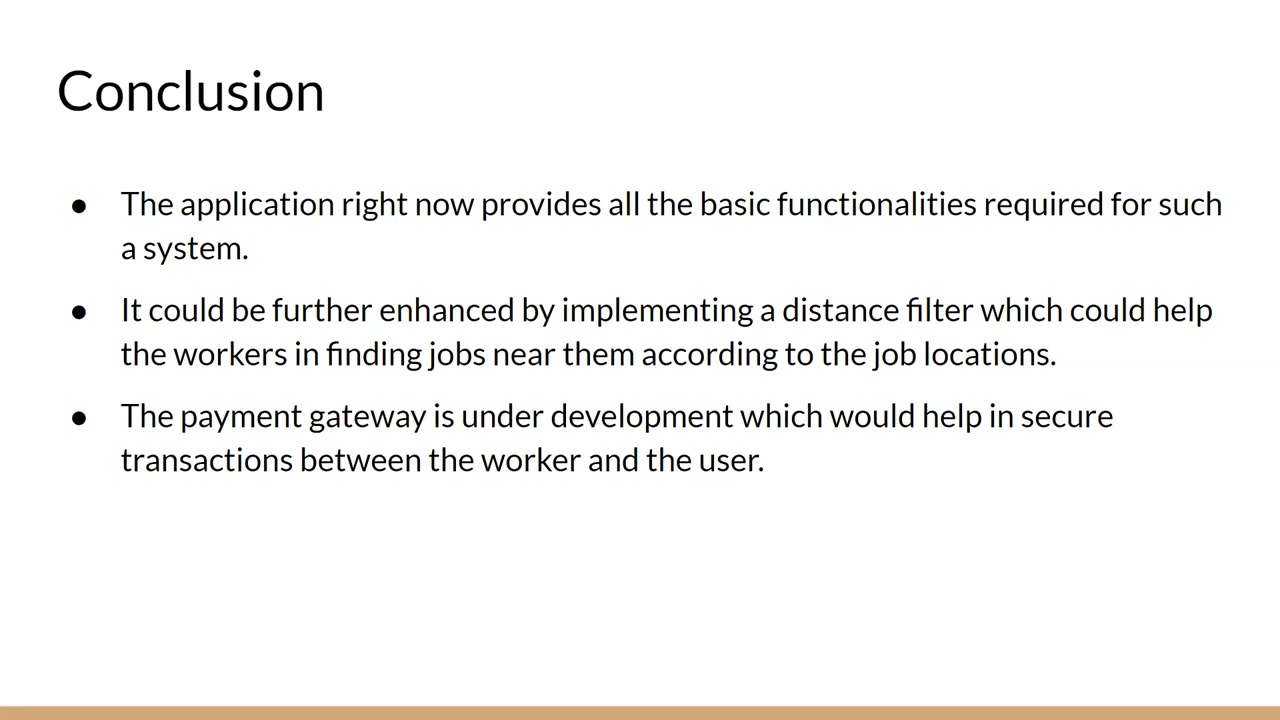 Conclusion
● The application right now provides all the basic functionalities required for such
a system.
● It could be further enhanced by implementing a distance filter which could help
the workers in finding jobs near them according to the job locations.
● The payment gateway is under development which would help in secure
transactions between the worker and the user.